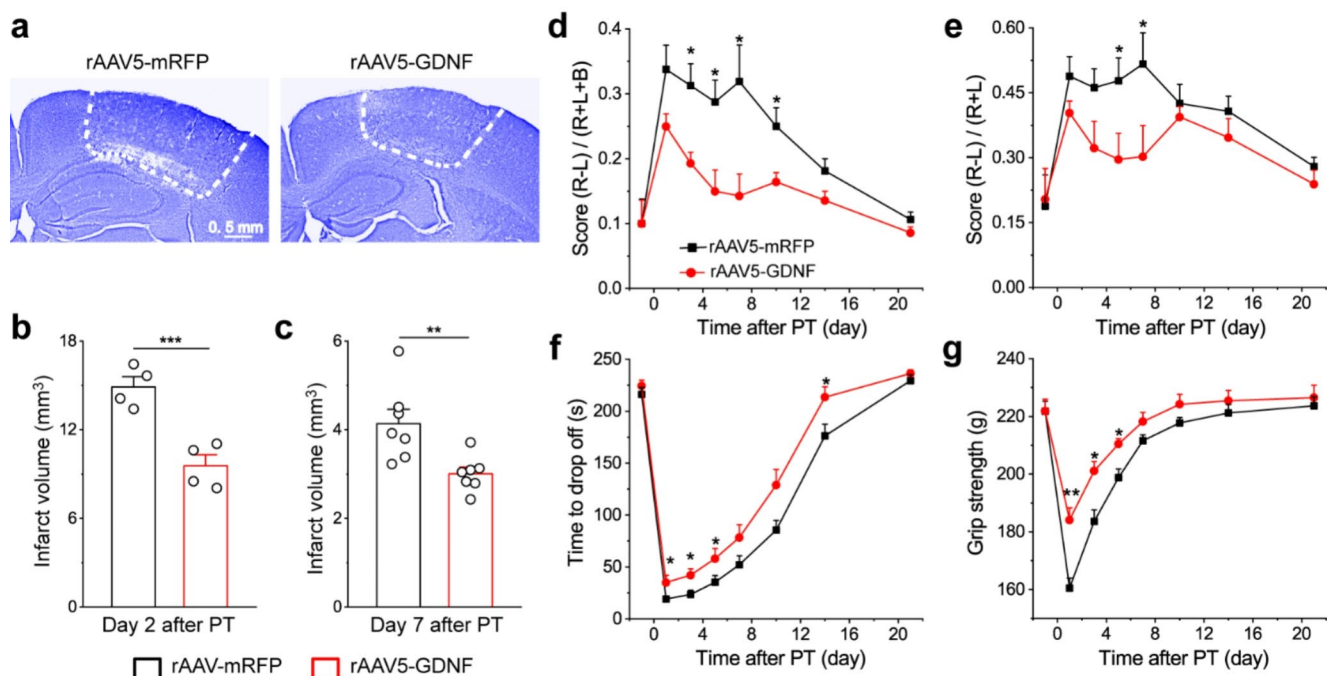 a
rAAV5-mRFP
rAAV5-GDNF
0, 5 mm
b
Infarct volume (mm³)
18
12
6
0
***
Day 2 after PT
c
Infarct volume (mm³)
6
4
2
0
**
Day 7 after PT
rAAV-mRFP
rAAV5-GDNF
d
Score (R-L) / (R+L+B)
0.4
0.3
0.2
0.1
0.0
* * * *
rAAV5-mRFP
rAAV5-GDNF
0 4 8 12 16 20
Time after PT (day)
e
Score (R-L) / (R+L)
0.60
0.45
0.30
0.15
* *
0 4 8 12 16 20
Time after PT (day)
f
Time to drop off (s)
250
200
150
100
50
0
* * * *
0 4 8 12 16 20
Time after PT (day)
g
Grip strength (g)
240
220
200
180
160
** * *
0 4 8 12 16 20
Time after PT (day)